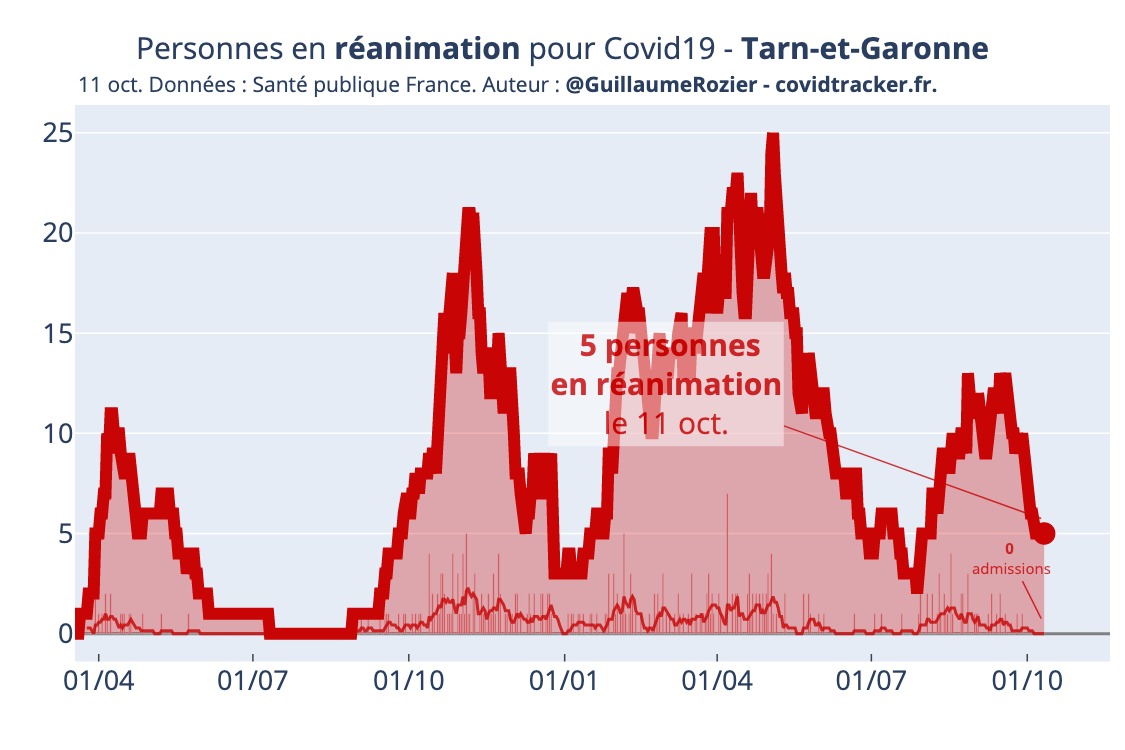 Personnes en réanimation pour Covid19 - Tarn-et-Garonne
11 oct. Données : Santé publique France. Auteur : @GuillaumeRozier - covidtracker.fr.
25
20
15
10
5
0
5 personnes
en réanimation
le 11 oct.
0
admissions
01/04
01/07
01/10
01/01
01/04
01/07
01/10